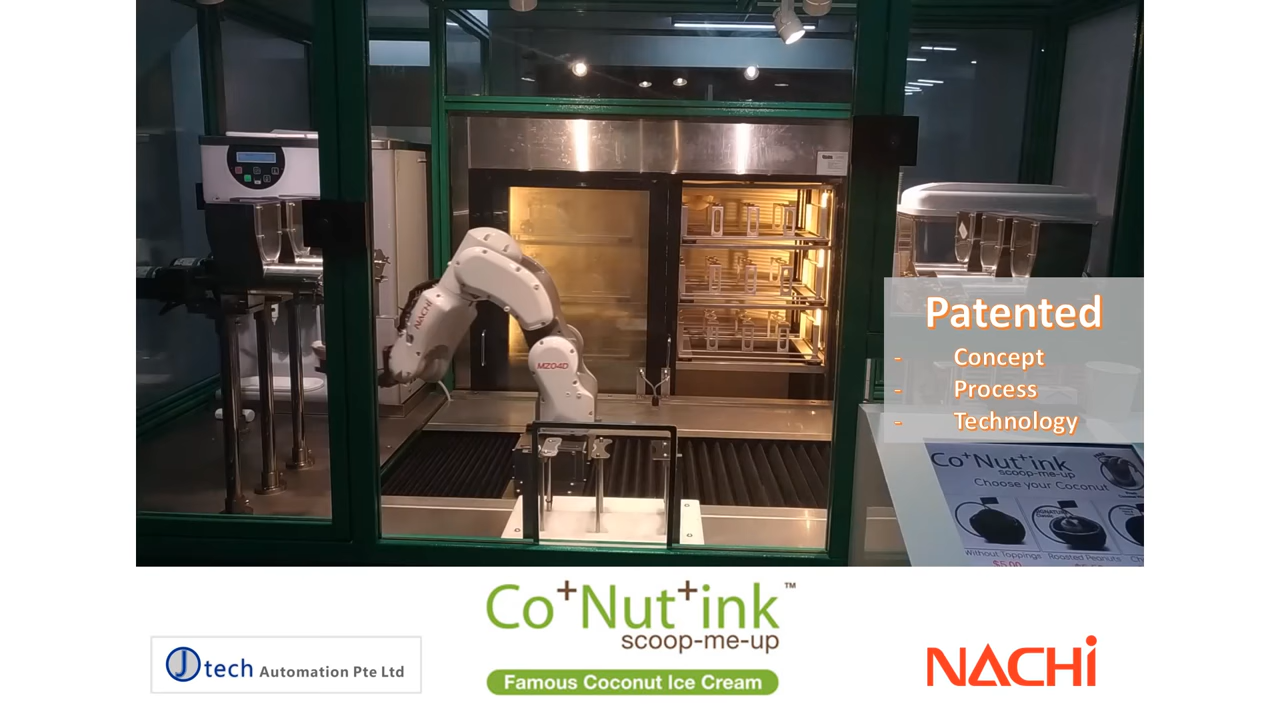 NACHi
MZ04D
Patented
- Concept
- Process
- Technology
Co+Nut+ink
scoop-me-up
Choose your Coconut
Without Toppings
$5.00
Roasted Peanuts
Co+Nut+ink™
scoop-me-up
Famous Coconut Ice Cream
J tech Automation Pte Ltd
NACHi